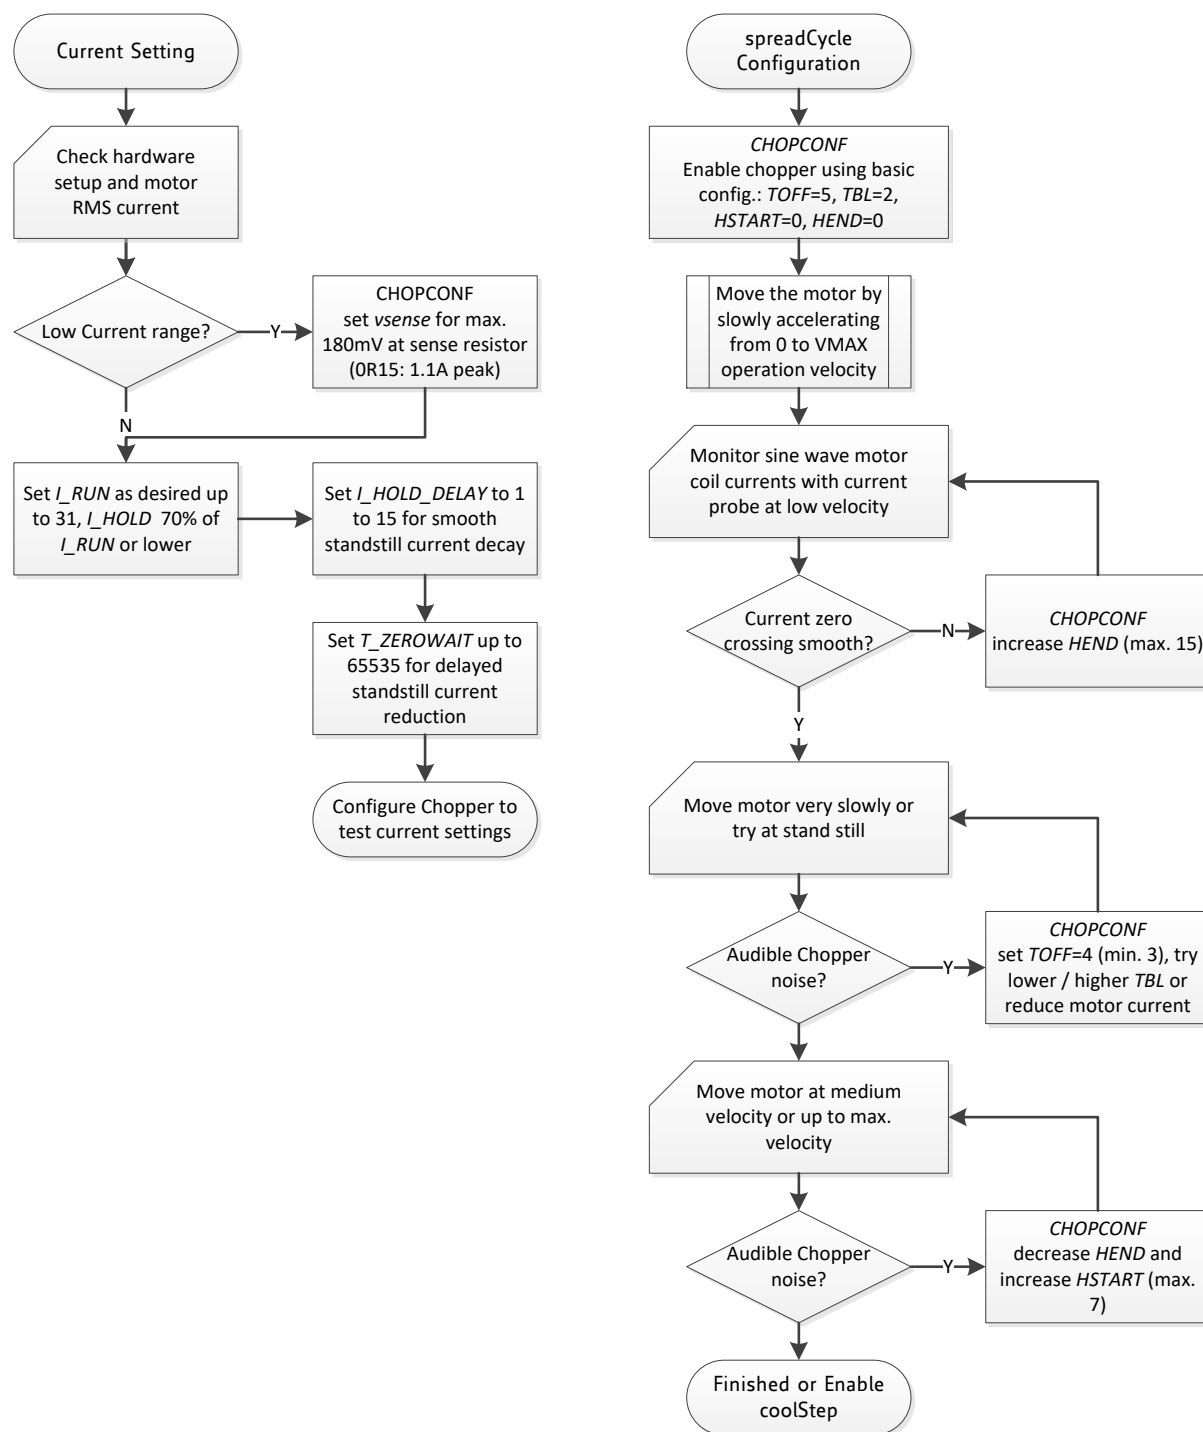 Current Setting
Check hardware
setup and motor
RMS current
Low Current range?
Y
CHOPCONF
set vsense for max.
180mV at sense resistor
(0R15: 1.1A peak)
N
Set I_RUN as desired up
to 31, I_HOLD 70% of
I_RUN or lower
Set I_HOLD_DELAY to 1
to 15 for smooth
standstill current decay
Set T_ZEROWAIT up to
65535 for delayed
standstill current
reduction
Configure Chopper to
test current settings
spreadCycle
Configuration
CHOPCONF
Enable chopper using basic
config.: TOFF=5, TBL=2,
HSTART=0, HEND=0
Move the motor by
slowly accelerating
from 0 to VMAX
operation velocity
Monitor sine wave motor
coil currents with current
probe at low velocity
Current zero
crossing smooth?
N
CHOPCONF
increase HEND (max. 15)
Y
Move motor very slowly or
try at stand still
Audible Chopper
noise?
Y
CHOPCONF
set TOFF=4 (min. 3), try
lower / higher TBL or
reduce motor current
Move motor at medium
velocity or up to max.
velocity
Audible Chopper
noise?
Y
CHOPCONF
decrease HEND and
increase HSTART (max.
7)
Finished or Enable
coolStep